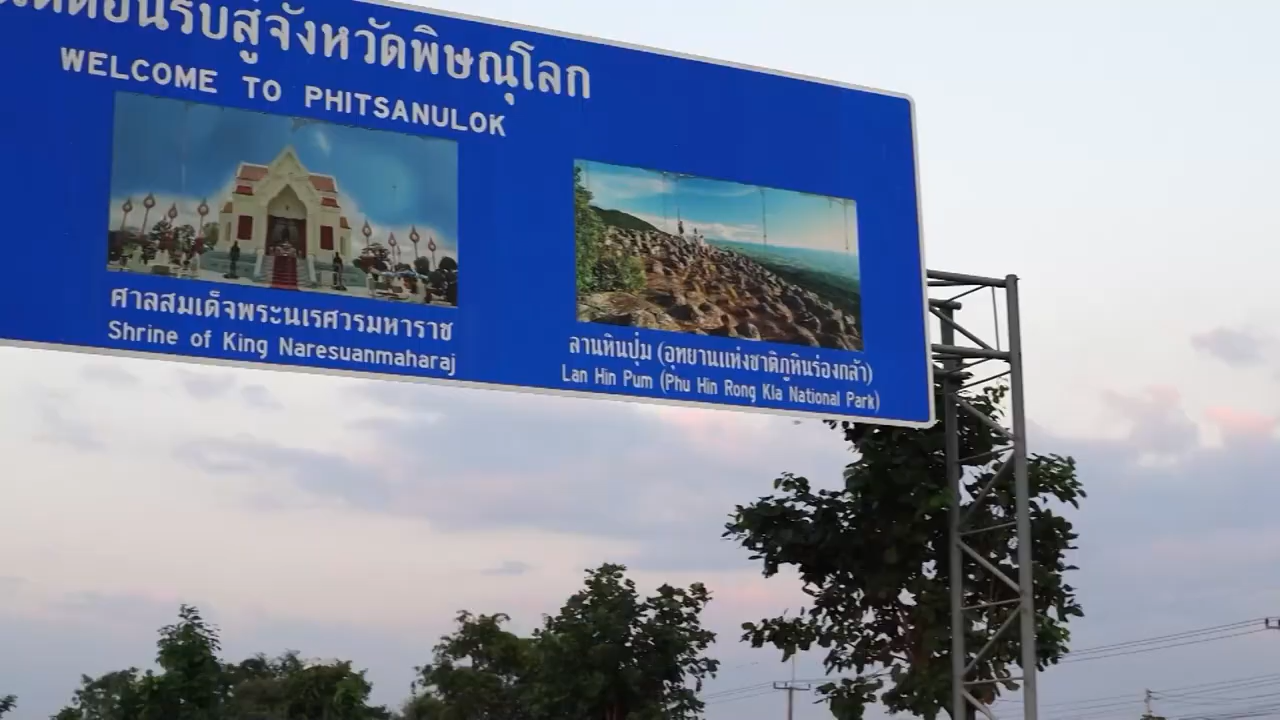 ยินดีต้อนรับสู่จังหวัดพิษณุโลก
WELCOME TO PHITSANULOK
ศาลสมเด็จพระนเรศวรมหาราช
Shrine of King Naresuanmaharaj
ลานหินปุ่ม (อุทยานแห่งชาติภูหินร่องกล้า)
Lan Hin Pum (Phu Hin Rong Kla National Park)